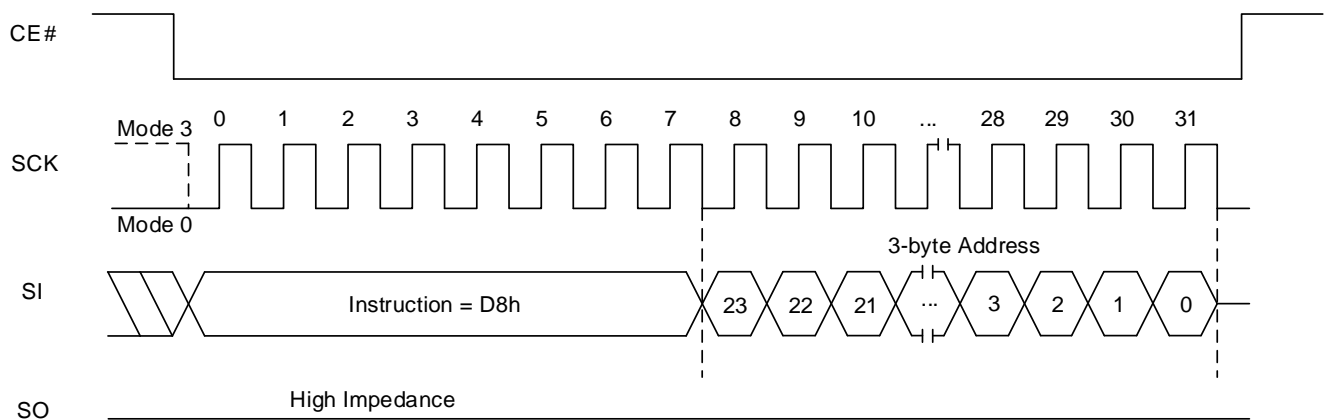 CE#
0 1 2 3 4 5 6 7 8 9 10 ... 28 29 30 31
Mode 3
SCK
Mode 0
3-byte Address
SI
Instruction = D8h 23 22 21 ... 3 2 1 0
High Impedance
SO